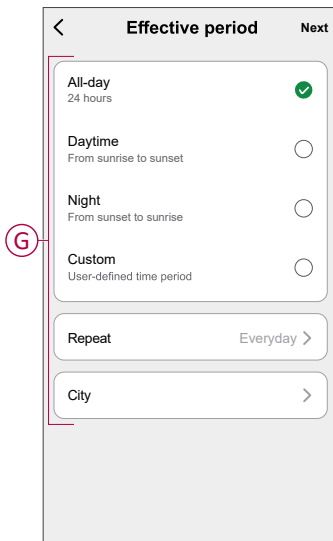 Effective period Next
All-day
24 hours
Daytime
From sunrise to sunset
Night
From sunset to sunrise
G
Custom
User-defined time period
Repeat Everyday
City